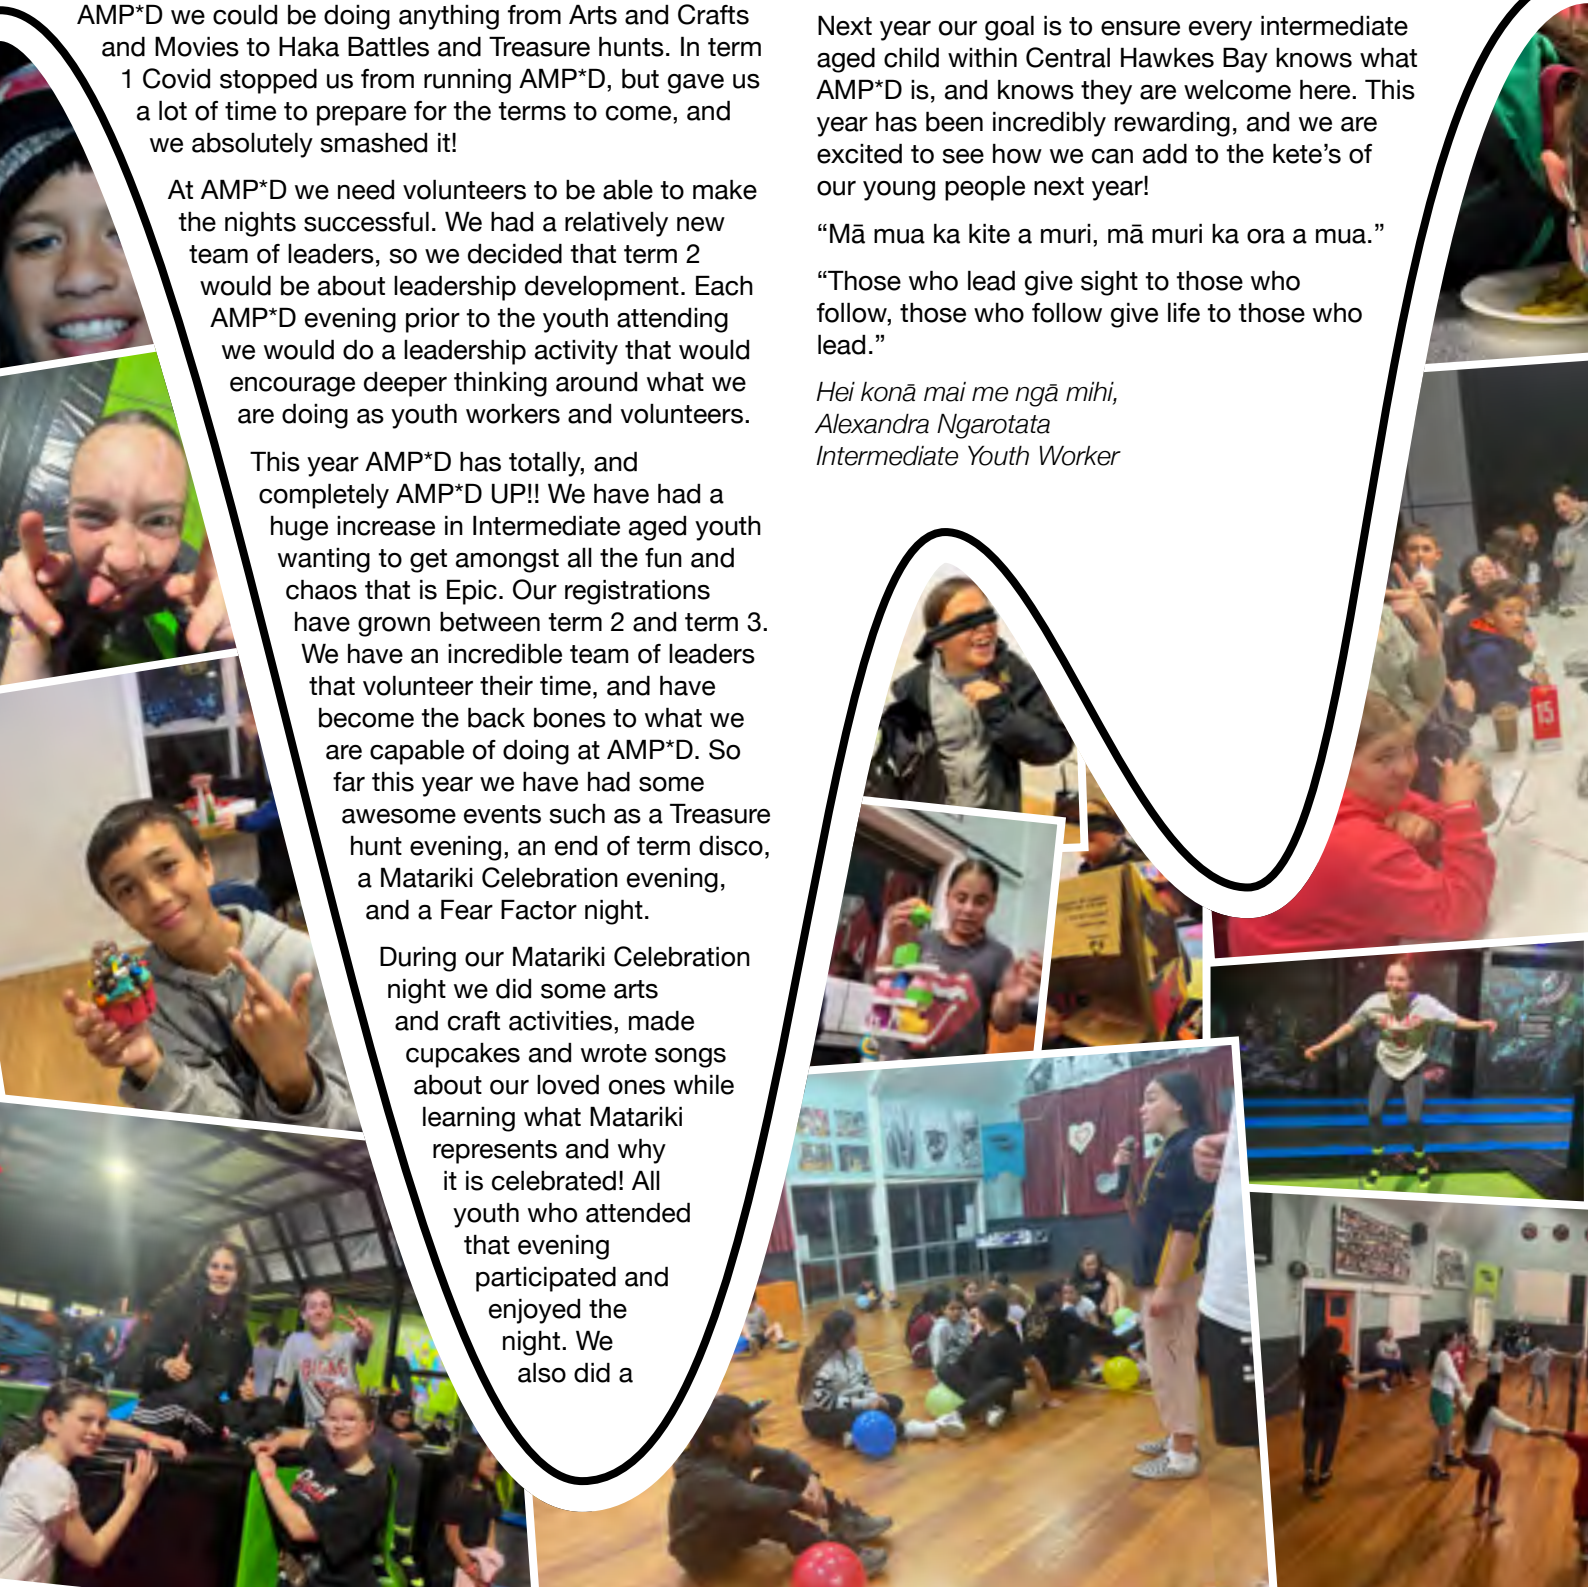 AMP*D we could be doing anything from Arts and Crafts
and Movies to Haka Battles and Treasure hunts. In term
1 Covid stopped us from running AMP*D, but gave us
a lot of time to prepare for the terms to come, and
we absolutely smashed it!
At AMP*D we need volunteers to be able to make
the nights successful. We had a relatively new
team of leaders, so we decided that term 2
would be about leadership development. Each
AMP*D evening prior to the youth attending
we would do a leadership activity that would
encourage deeper thinking around what we
are doing as youth workers and volunteers.
This year AMP*D has totally, and
completely AMP*D UP!! We have had a
huge increase in Intermediate aged youth
wanting to get amongst all the fun and
chaos that is Epic. Our registrations
have grown between term 2 and term 3.
We have an incredible team of leaders
that volunteer their time, and have
become the back bones to what we
are capable of doing at AMP*D. So
far this year we have had some
awesome events such as a Treasure
hunt evening, an end of term disco,
a Matariki Celebration evening,
and a Fear Factor night.
During our Matariki Celebration
night we did some arts
and craft activities, made
cupcakes and wrote songs
about our loved ones while
learning what Matariki
represents and why
it is celebrated! All
youth who attended
that evening
participated and
enjoyed the
night. We
also did a
Next year our goal is to ensure every intermediate
aged child within Central Hawkes Bay knows what
AMP*D is, and knows they are welcome here. This
year has been incredibly rewarding, and we are
excited to see how we can add to the kete’s of
our young people next year!
“Mā mua ka kite a muri, mā muri ka ora a mua.”
“Those who lead give sight to those who
follow, those who follow give life to those who
lead.”
Hei konā mai me ngā mihi,
Alexandra Ngarotata
Intermediate Youth Worker
15